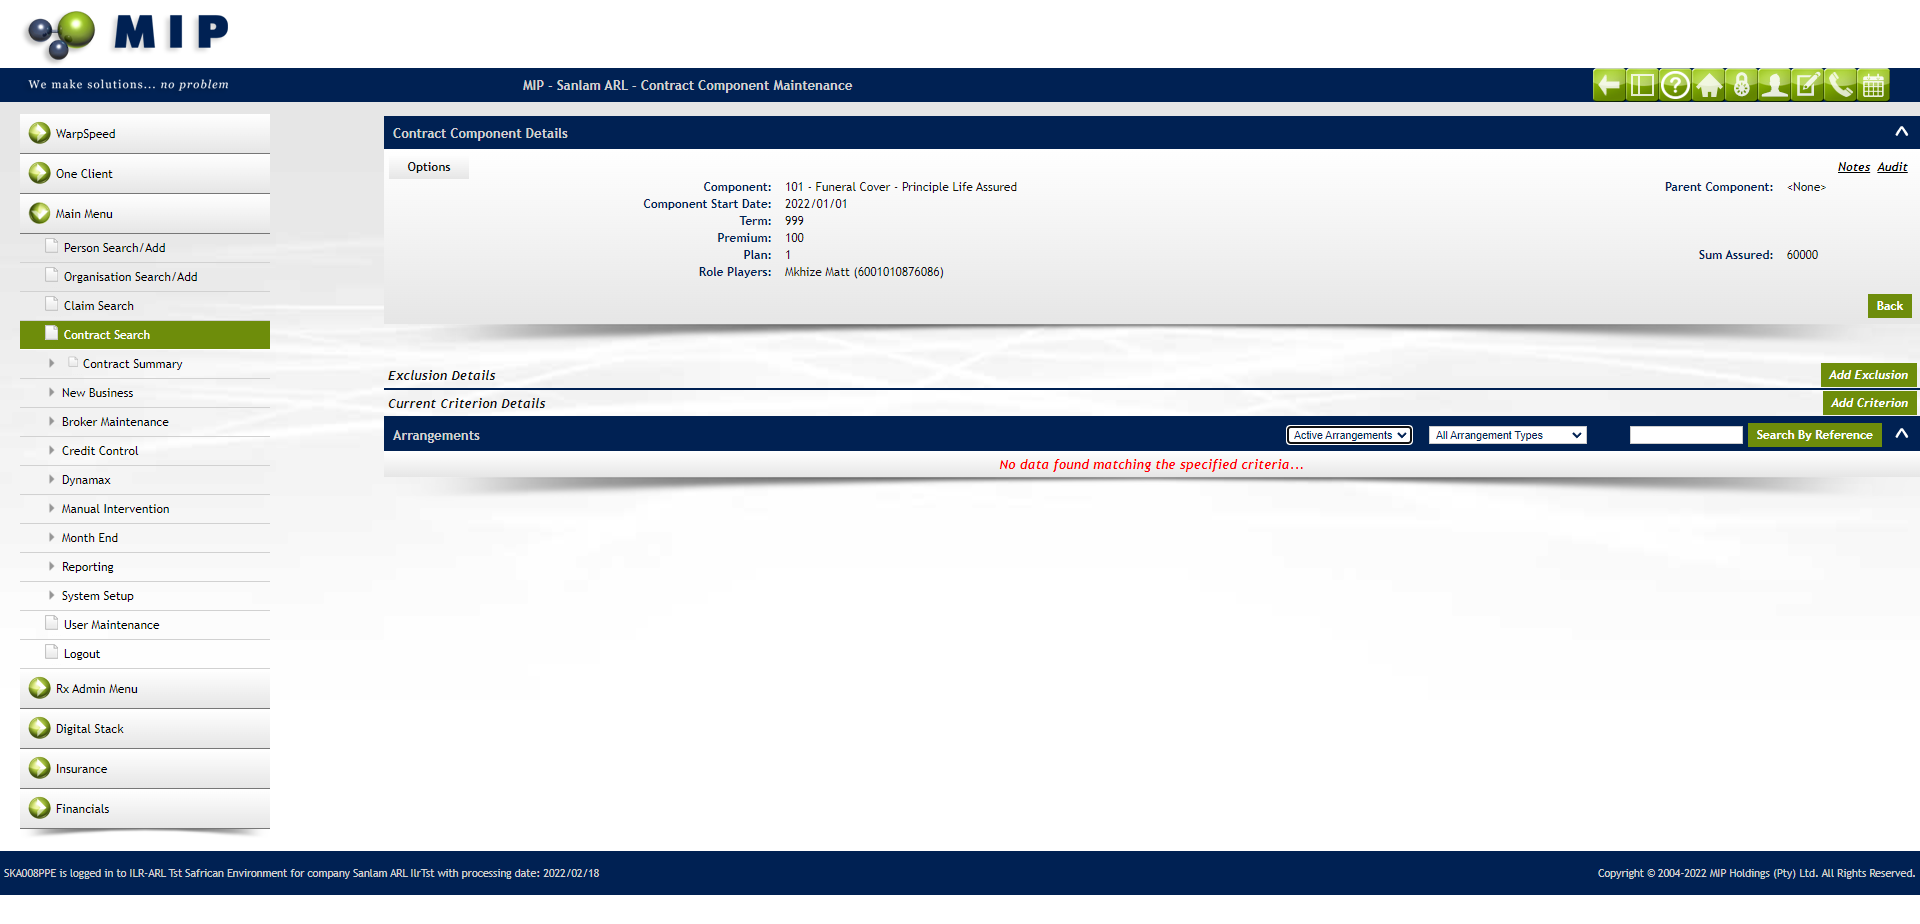 MIP
We make solutions... no problem
MIP - Sanlam ARL - Contract Component Maintenance
WarpSpeed
One Client
Main Menu
Person Search/Add
Organisation Search/Add
Claim Search
Contract Search
Contract Summary
New Business
Broker Maintenance
Credit Control
Dynamax
Manual Intervention
Month End
Reporting
System Setup
User Maintenance
Logout
Rx Admin Menu
Digital Stack
Insurance
Financials
Contract Component Details
Options
Notes Audit
Component: 101 - Funeral Cover - Principle Life Assured Parent Component: <None>
Component Start Date: 2022/01/01
Term: 999
Premium: 100
Plan: 1 Sum Assured: 60000
Role Players: Mkhize Matt (6001010876086)
Back
Exclusion Details Add Exclusion
Current Criterion Details Add Criterion
Arrangements Active Arrangements All Arrangement Types Search By Reference
No data found matching the specified criteria...
SKA008PPE is logged in to ILR-ARL Tst Safrican Environment for company Sanlam ARL IlrTst with processing date: 2022/02/18
Copyright © 2004-2022 MIP Holdings (Pty) Ltd. All Rights Reserved.